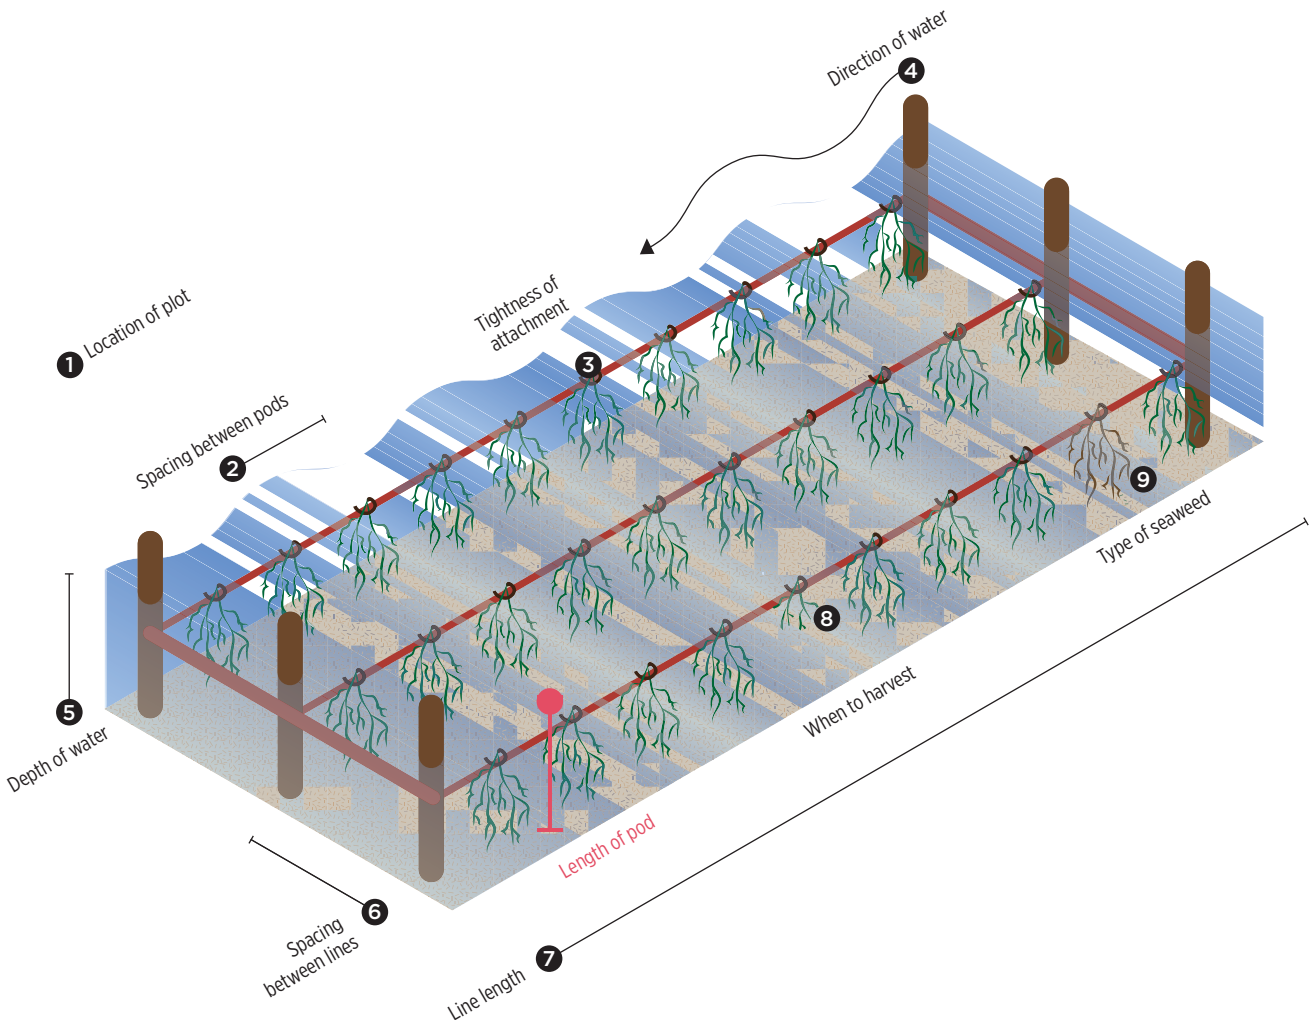 Direction of water
4
1 Location of plot
Tightness of
attachment
3
Spacing between pods
2
9
Type of seaweed
8
When to harvest
5
Depth of water
Length of pod
6
Spacing
between lines
7
Line length